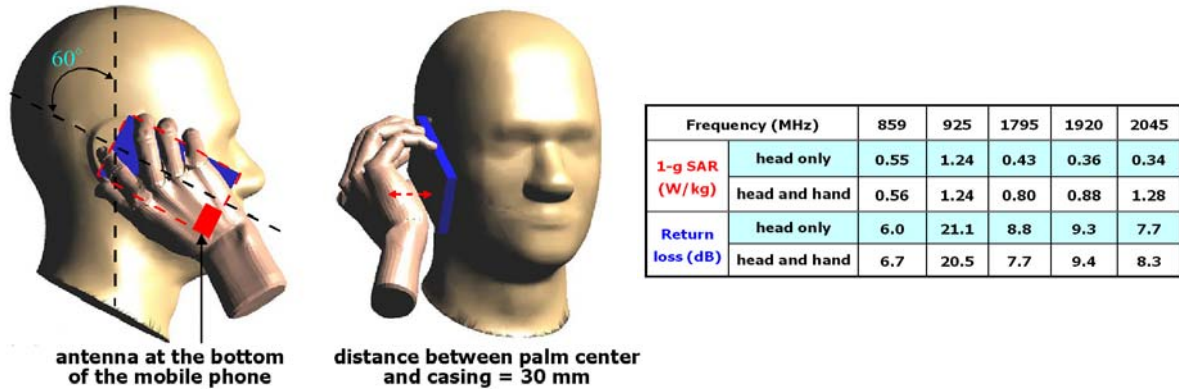 60°
antenna at the bottom
of the mobile phone
distance between palm center
and casing = 30 mm
Frequency (MHz) 859 925 1795 1920 2045
1-g SAR
(W/kg)
head only 0.55 1.24 0.43 0.36 0.34
head and hand 0.56 1.24 0.80 0.88 1.28
Return
loss (dB)
head only 6.0 21.1 8.8 9.3 7.7
head and hand 6.7 20.5 7.7 9.4 8.3